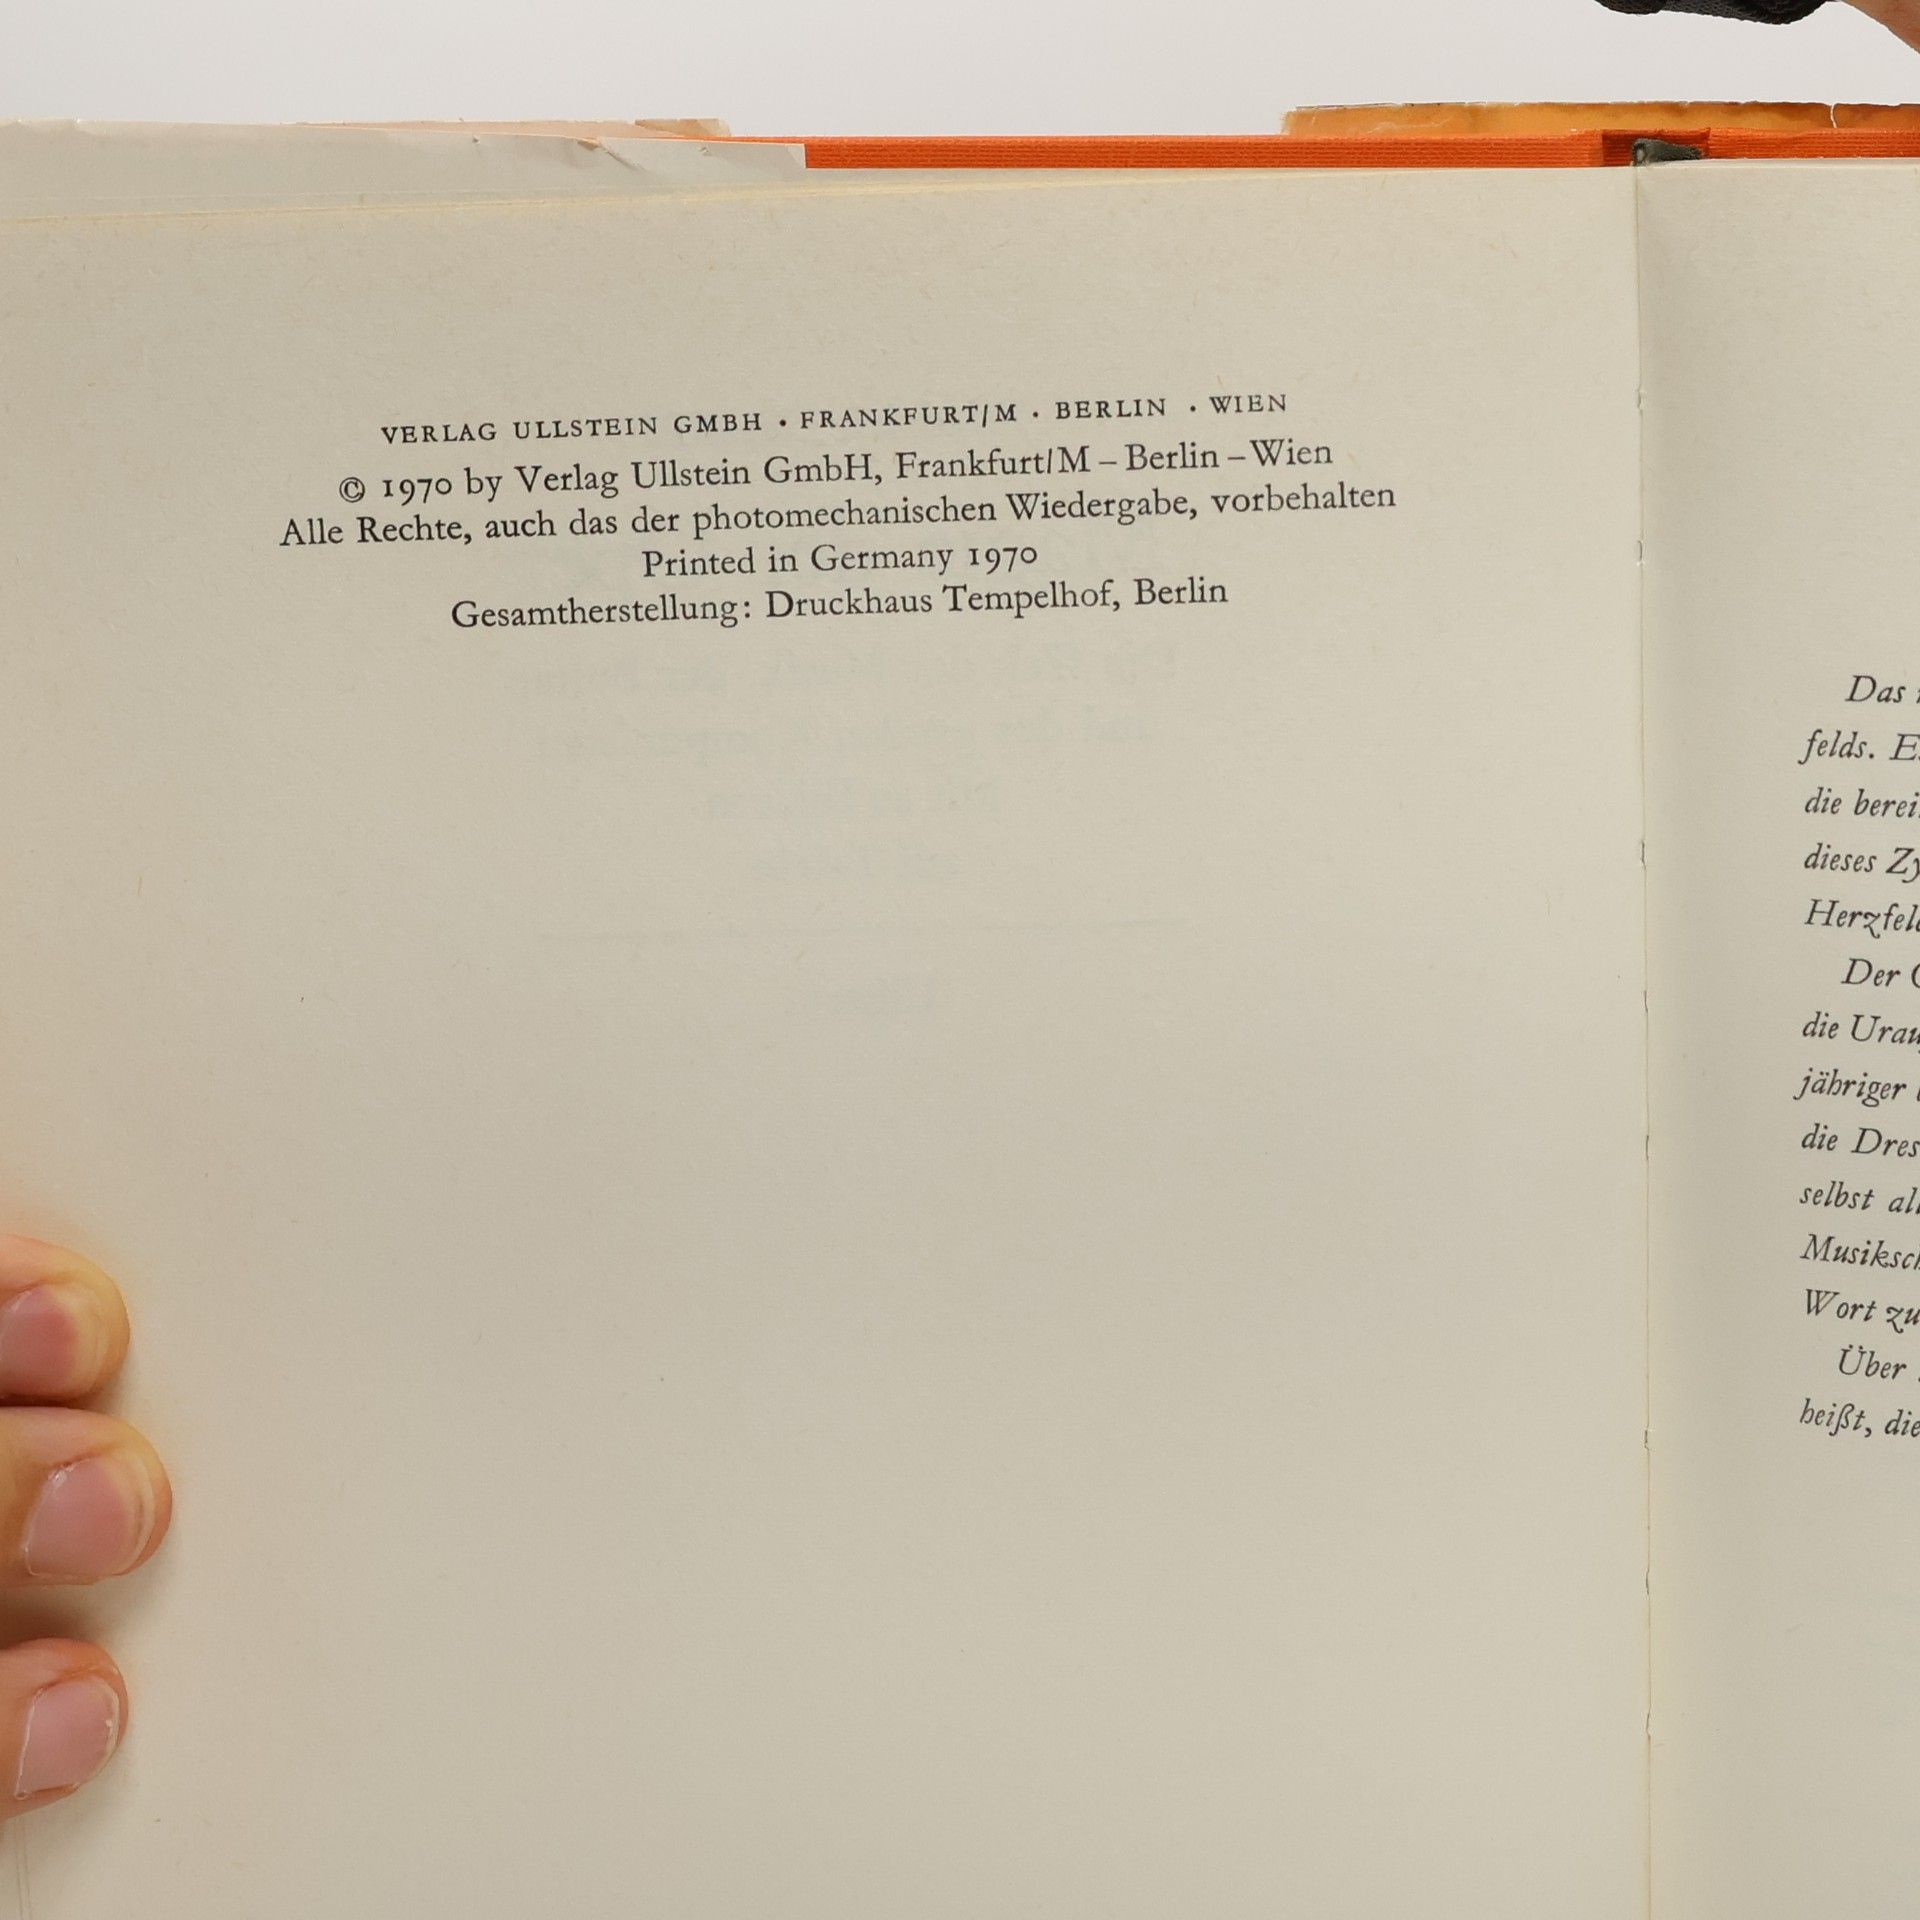 VERLAG ULLSTEIN GMBH · FRANKFURT/M · BERLIN · WIEN
© 1970 by Verlag Ullstein GmbH, Frankfurt/M – Berlin – Wien
Alle Rechte, auch das der photomechanischen Wiedergabe, vorbehalten
Printed in Germany 1970
Gesamtherstellung: Druckhaus Tempelhof, Berlin
Das
felds.
die
dieses
Der
die
jähriger
die
selbst
Wort
Über
heißt, die